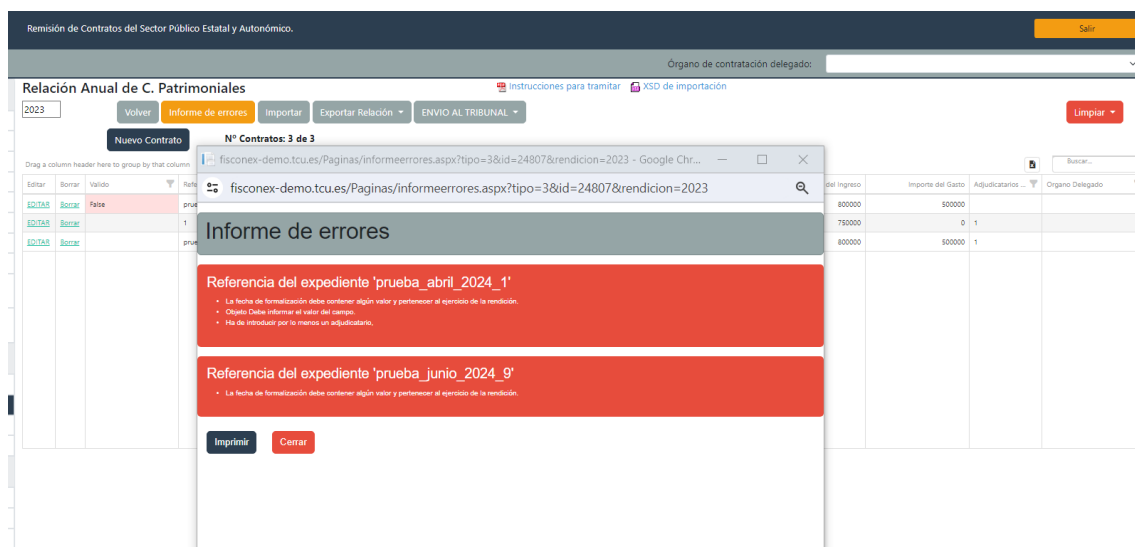 Remisión de Contratos del Sector Público Estatal y Autonómico.
Salir
Órgano de contratación delegado:
Relación Anual de C. Patrimoniales
Instrucciones para tramitar
XSD de importación
2023
Volver
Informe de errores
Importar
Exportar Relación
ENVIO AL TRIBUNAL
Limpiar
Nuevo Contrato
Nº Contratos: 3 de 3
Drag a column header here to group by that column
Buscar...
fisconex-demo.tcu.es/Paginas/informeerrores.aspx?tipo=3&id=24807&rendicion=2023 - Google Chr...
fisconex-demo.tcu.es/Paginas/informeerrores.aspx?tipo=3&id=24807&rendicion=2023
Editar Borrar Valido Refe del Ingreso Importe del Gasto Adjudicatarios ... Organo Delegado
EDITAR Borrar False prue 800000 500000
EDITAR Borrar 1 750000 0 1
EDITAR Borrar prue 800000 500000 1
Informe de errores
Referencia del expediente 'prueba_abril_2024_1'
• La fecha de formalización debe contener algún valor y pertenecer al ejercicio de la rendición.
• Objeto Debe informar el valor del campo.
• Ha de introducir por lo menos un adjudicatario,
Referencia del expediente 'prueba_junio_2024_9'
• La fecha de formalización debe contener algún valor y pertenecer al ejercicio de la rendición.
Imprimir
Cerrar